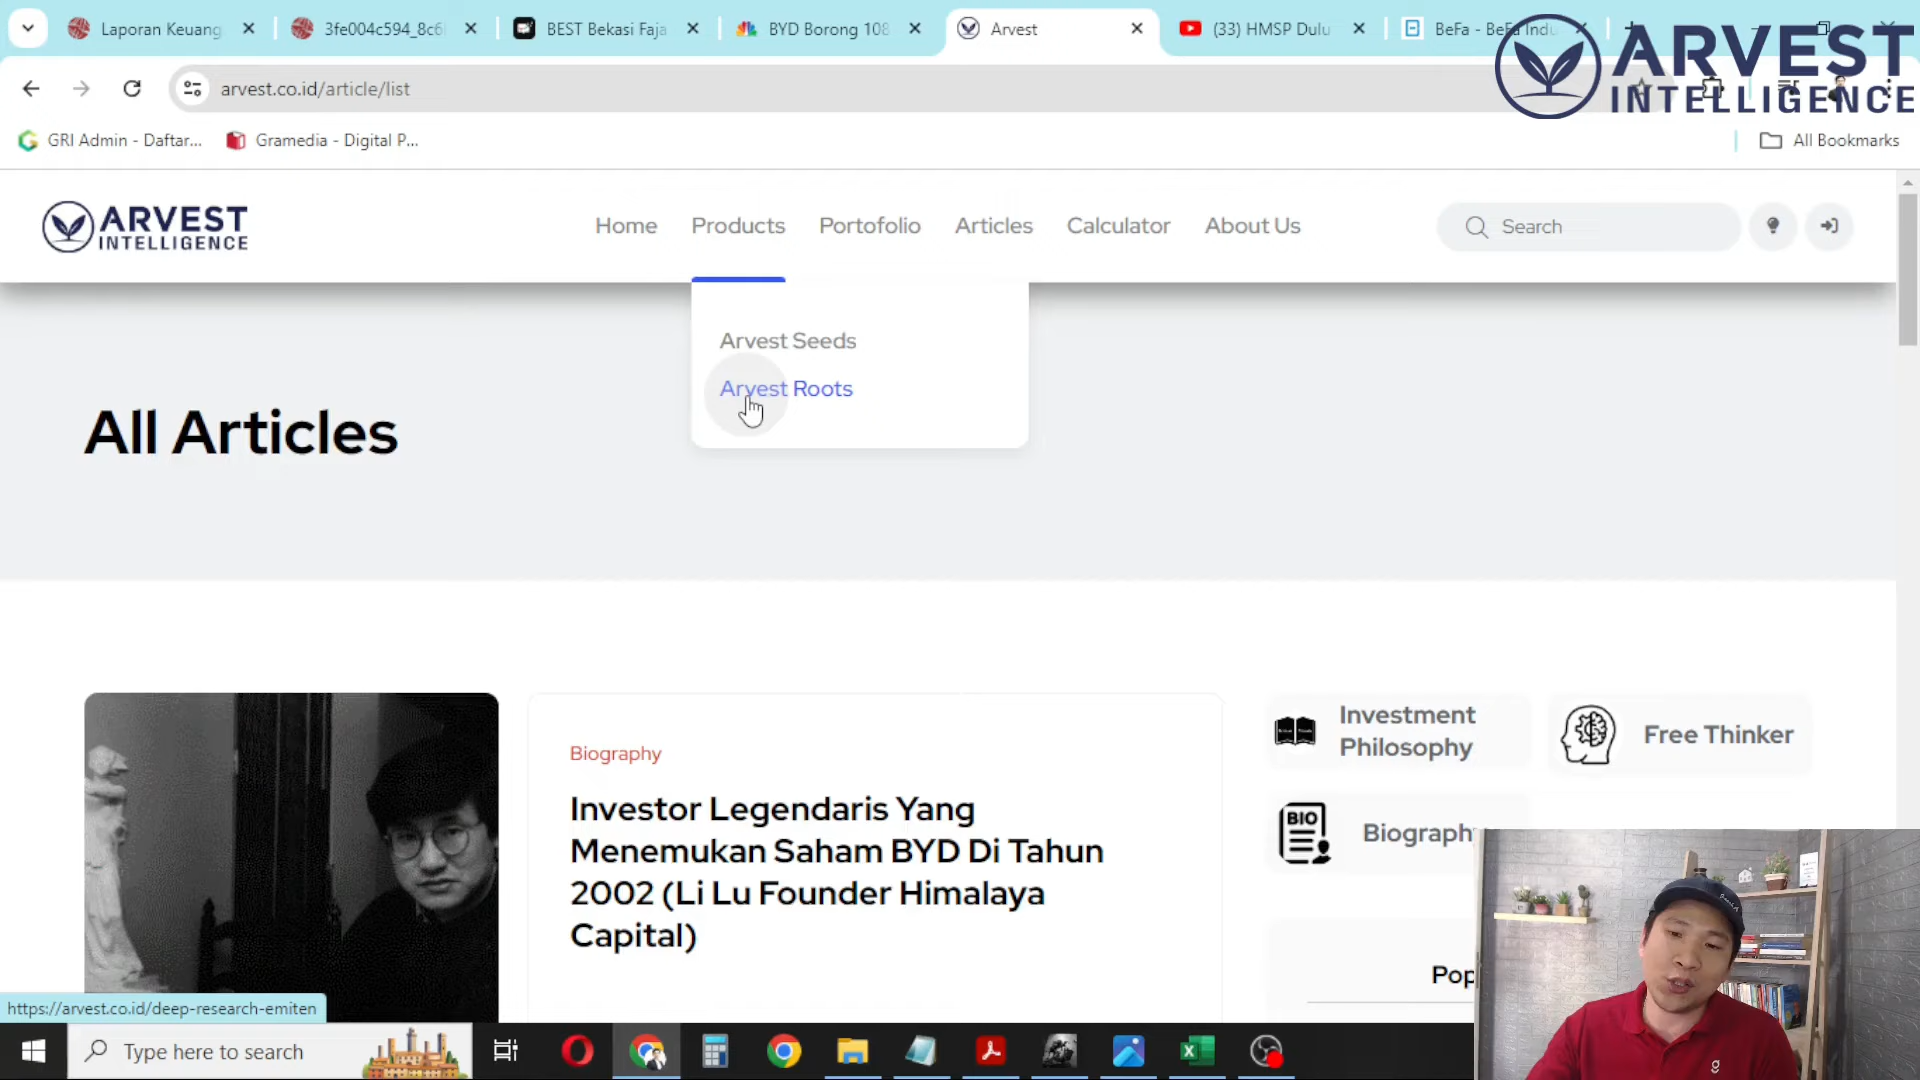 Laporan Keuang
3fe004c594_8c6
BEST Bekasi Faja
BYD Borong 108
Arvest
(33) HMSP Dulu
BeFa - BeFa Indu
arvest.co.id/article/list
ARVEST
INTELLIGENCE
GRI Admin - Daftar...
Gramedia - Digital P...
All Bookmarks
ARVEST
INTELLIGENCE
Home
Products
Portofolio
Articles
Calculator
About Us
Search
Arvest Seeds
Arvest Roots
All Articles
Biography
Investor Legendaris Yang
Menemukan Saham BYD Di Tahun
2002 (Li Lu Founder Himalaya
Capital)
Investment
Philosophy
Free Thinker
BIO
Biography
Pop
https://arvest.co.id/deep-research-emiten
Type here to search